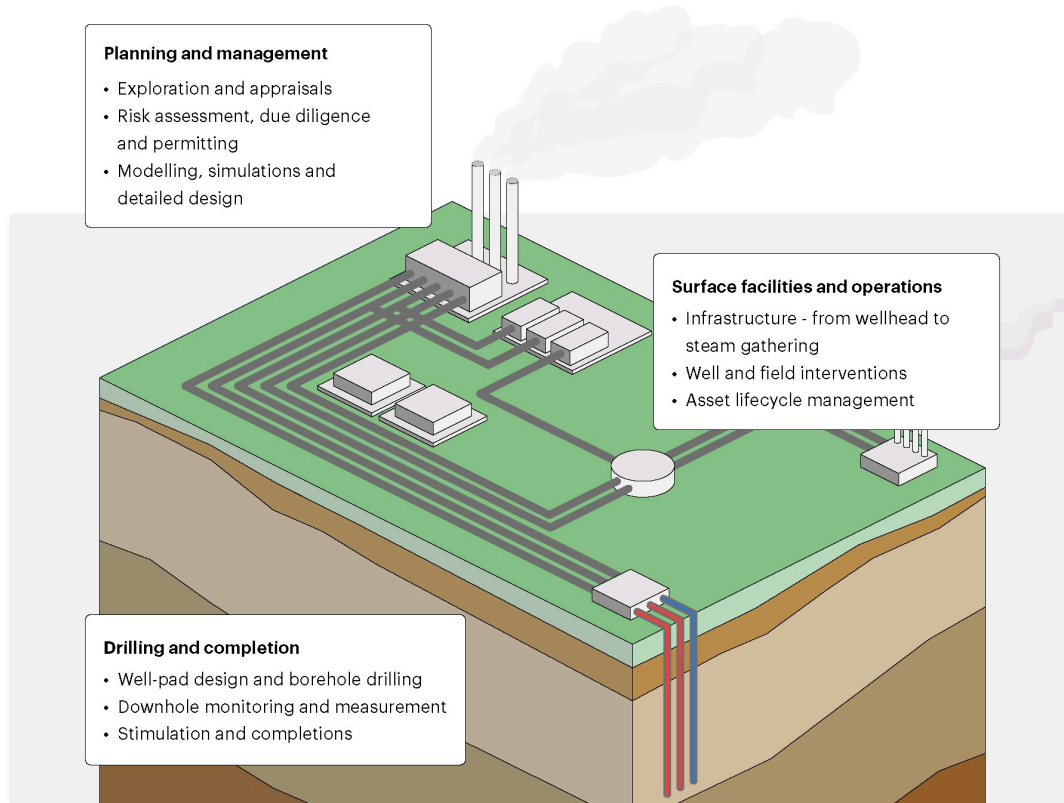 Planning and management
• Exploration and appraisals
• Risk assessment, due diligence
and permitting
• Modelling, simulations and
detailed design
Surface facilities and operations
• Infrastructure - from wellhead to
steam gathering
• Well and field interventions
• Asset lifecycle management
Drilling and completion
• Well-pad design and borehole drilling
• Downhole monitoring and measurement
• Stimulation and completions